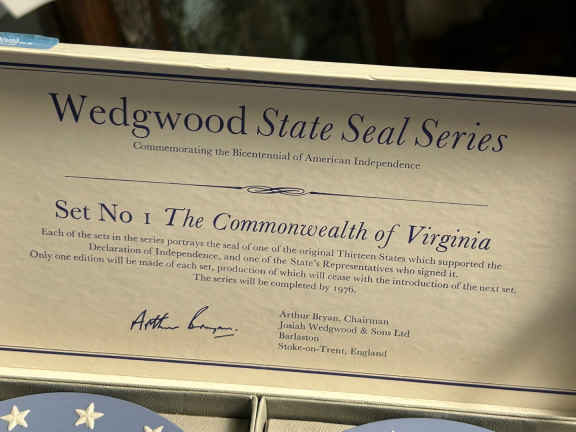 Wedgwood State Seal Series
Commemorating the Bicentennial of American Independence
Set No 1 The Commonwealth of Virginia
Each of the sets in the series portrays the seal of one of the original Thirteen States which supported the
Declaration of Independence, and one of the State's Representatives who signed it.
Only one edition will be made of each set, production of which will cease with the introduction of the next set.
The series will be completed by 1976.
Arthur Bryan.
Arthur Bryan, Chairman
Josiah Wedgwood & Sons Ltd
Barlaston
Stoke-on-Trent, England